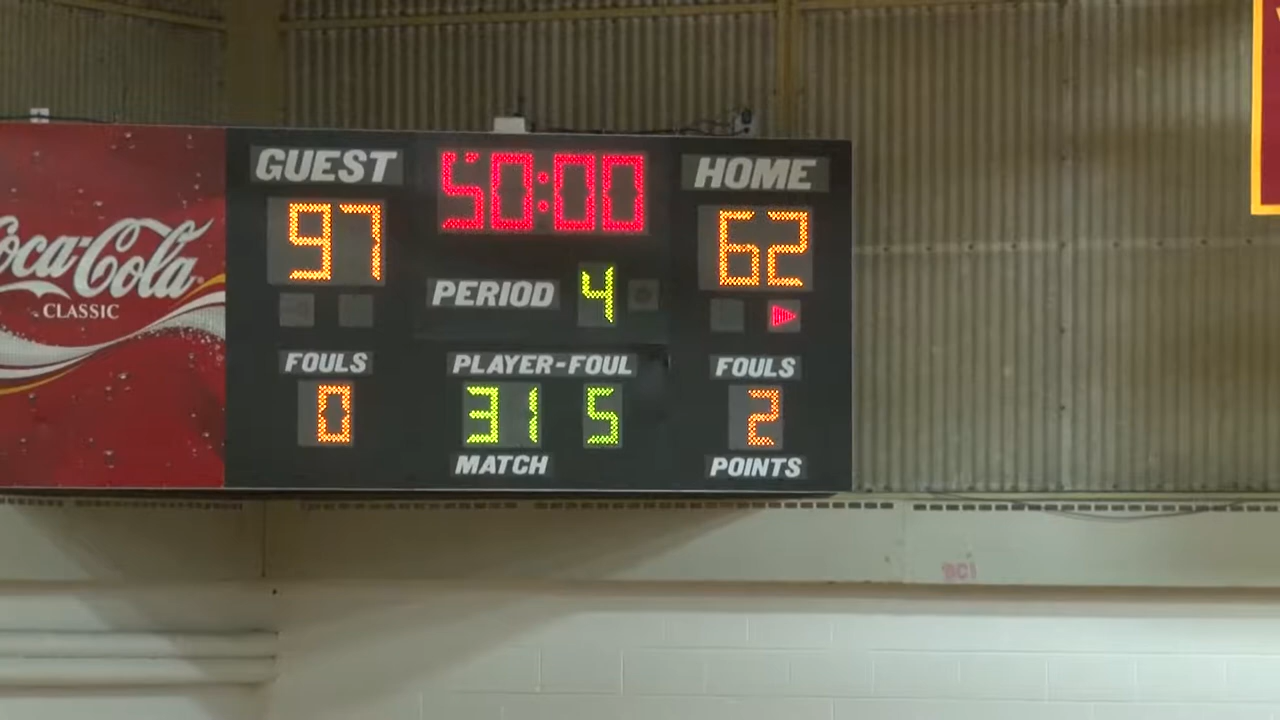 Coca-Cola
CLASSIC
GUEST
50:00
HOME
97
62
PERIOD 4
FOULS
PLAYER-FOUL
FOULS
0
31 5
2
MATCH
POINTS